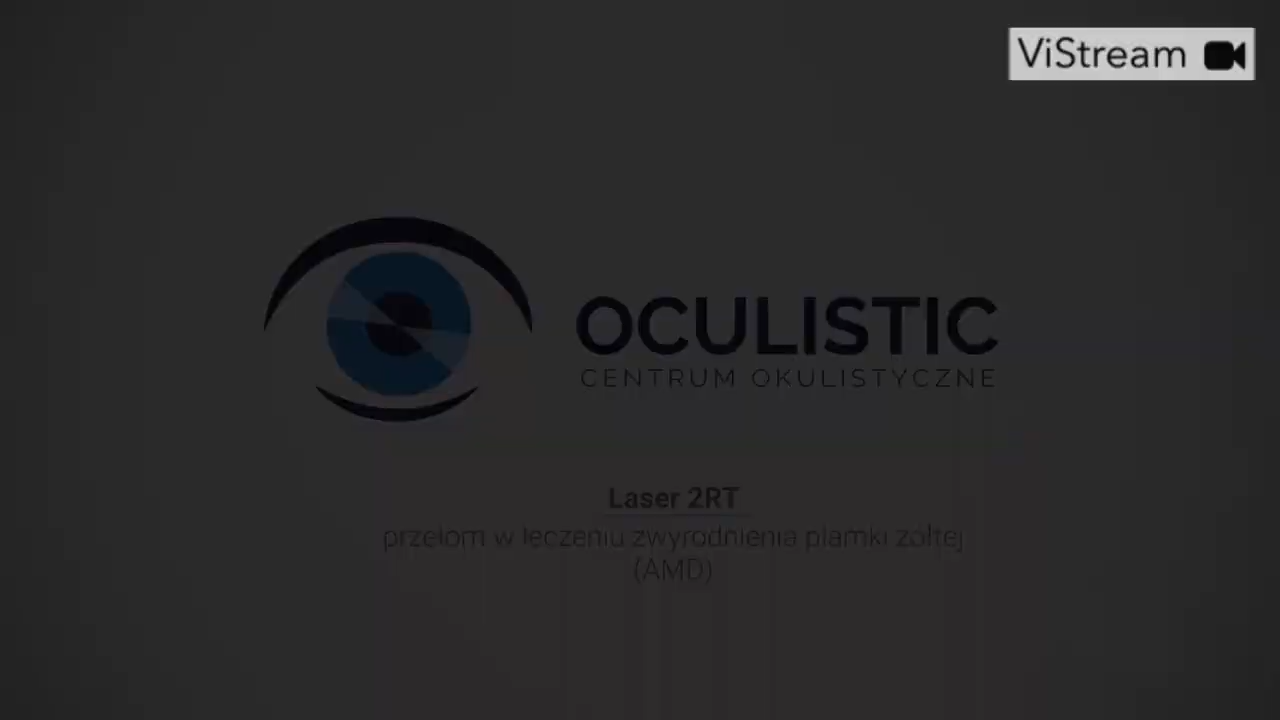 ViStream
OCULISTIC
CENTRUM OKULISTYCZNE
Laser 2RT
przełom w leczeniu zwyrodnienia plamki żółtej
(AMD)